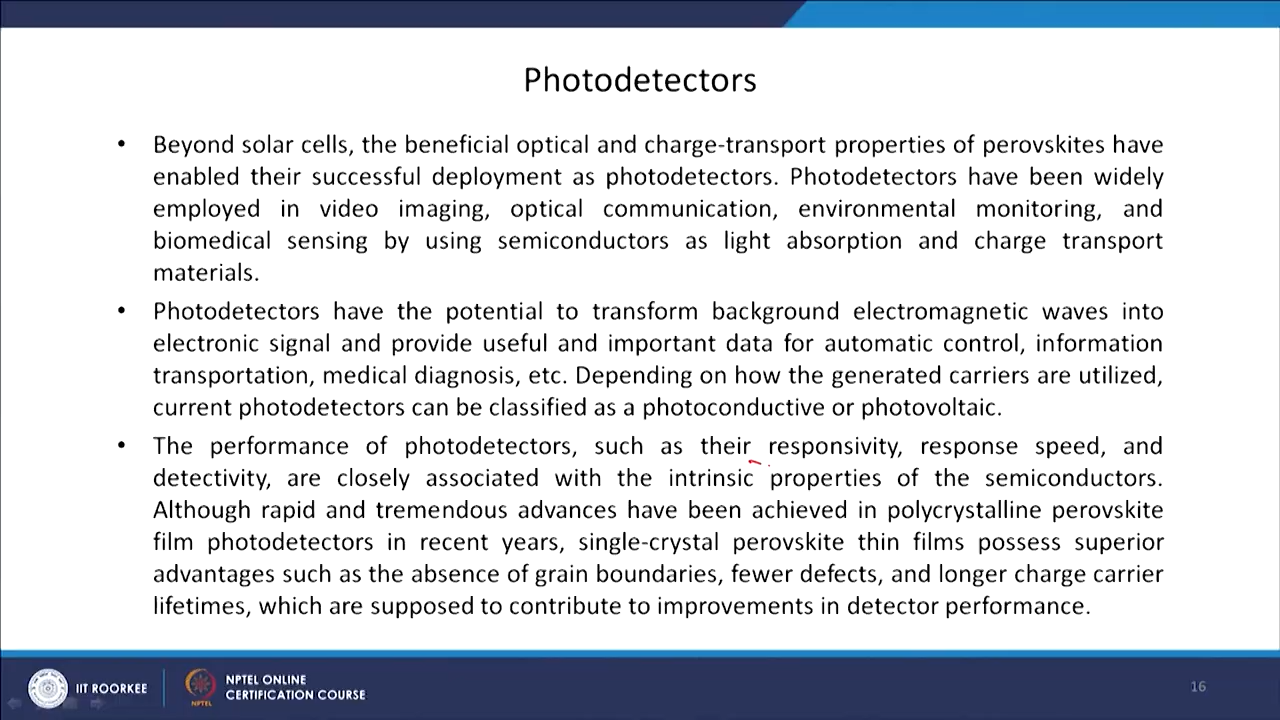 Photodetectors
• Beyond solar cells, the beneficial optical and charge-transport properties of perovskites have
enabled their successful deployment as photodetectors. Photodetectors have been widely
employed in video imaging, optical communication, environmental monitoring, and
biomedical sensing by using semiconductors as light absorption and charge transport
materials.
• Photodetectors have the potential to transform background electromagnetic waves into
electronic signal and provide useful and important data for automatic control, information
transportation, medical diagnosis, etc. Depending on how the generated carriers are utilized,
current photodetectors can be classified as a photoconductive or photovoltaic.
• The performance of photodetectors, such as their responsivity, response speed, and
detectivity, are closely associated with the intrinsic properties of the semiconductors.
Although rapid and tremendous advances have been achieved in polycrystalline perovskite
film photodetectors in recent years, single-crystal perovskite thin films possess superior
advantages such as the absence of grain boundaries, fewer defects, and longer charge carrier
lifetimes, which are supposed to contribute to improvements in detector performance.
IIT ROORKEE
NPTEL
NPTEL ONLINE
CERTIFICATION COURSE
16